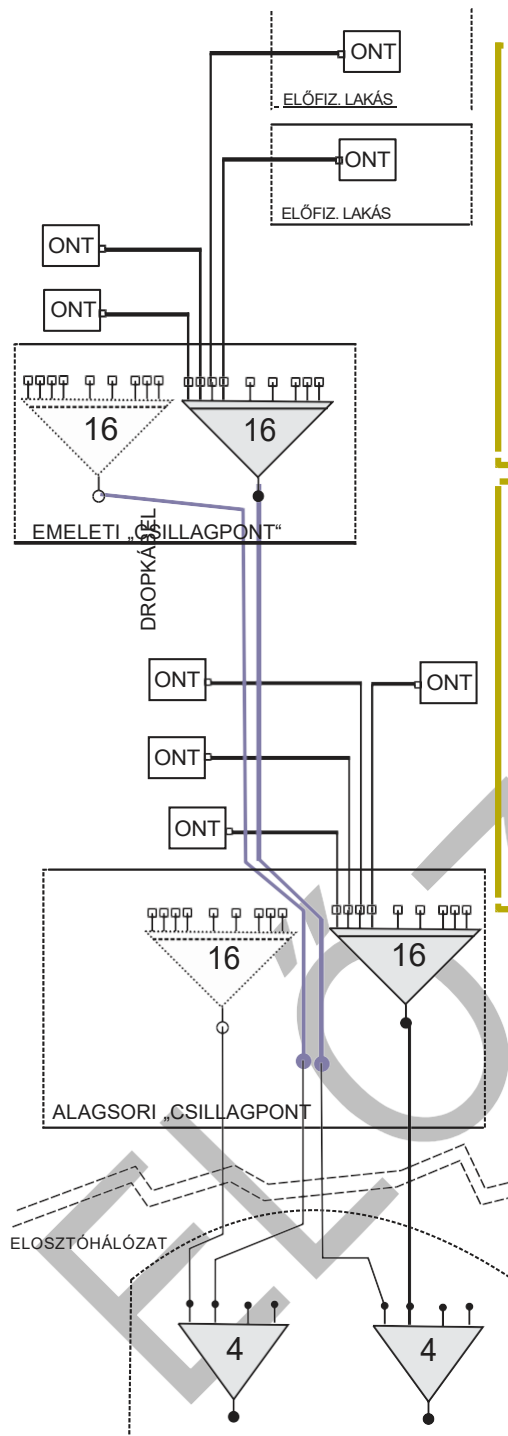 ONT
ELŐFIZ. LAKÁS
ONT
ELŐFIZ. LAKÁS
ONT
ONT
16
16
EMELETI „CSILLAGPONT“
DROPKÁBEL
ONT
ONT
ONT
ONT
16
16
ALAGSORI „CSILLAGPONT
ELOSZTÓHÁLÓZAT
4
4